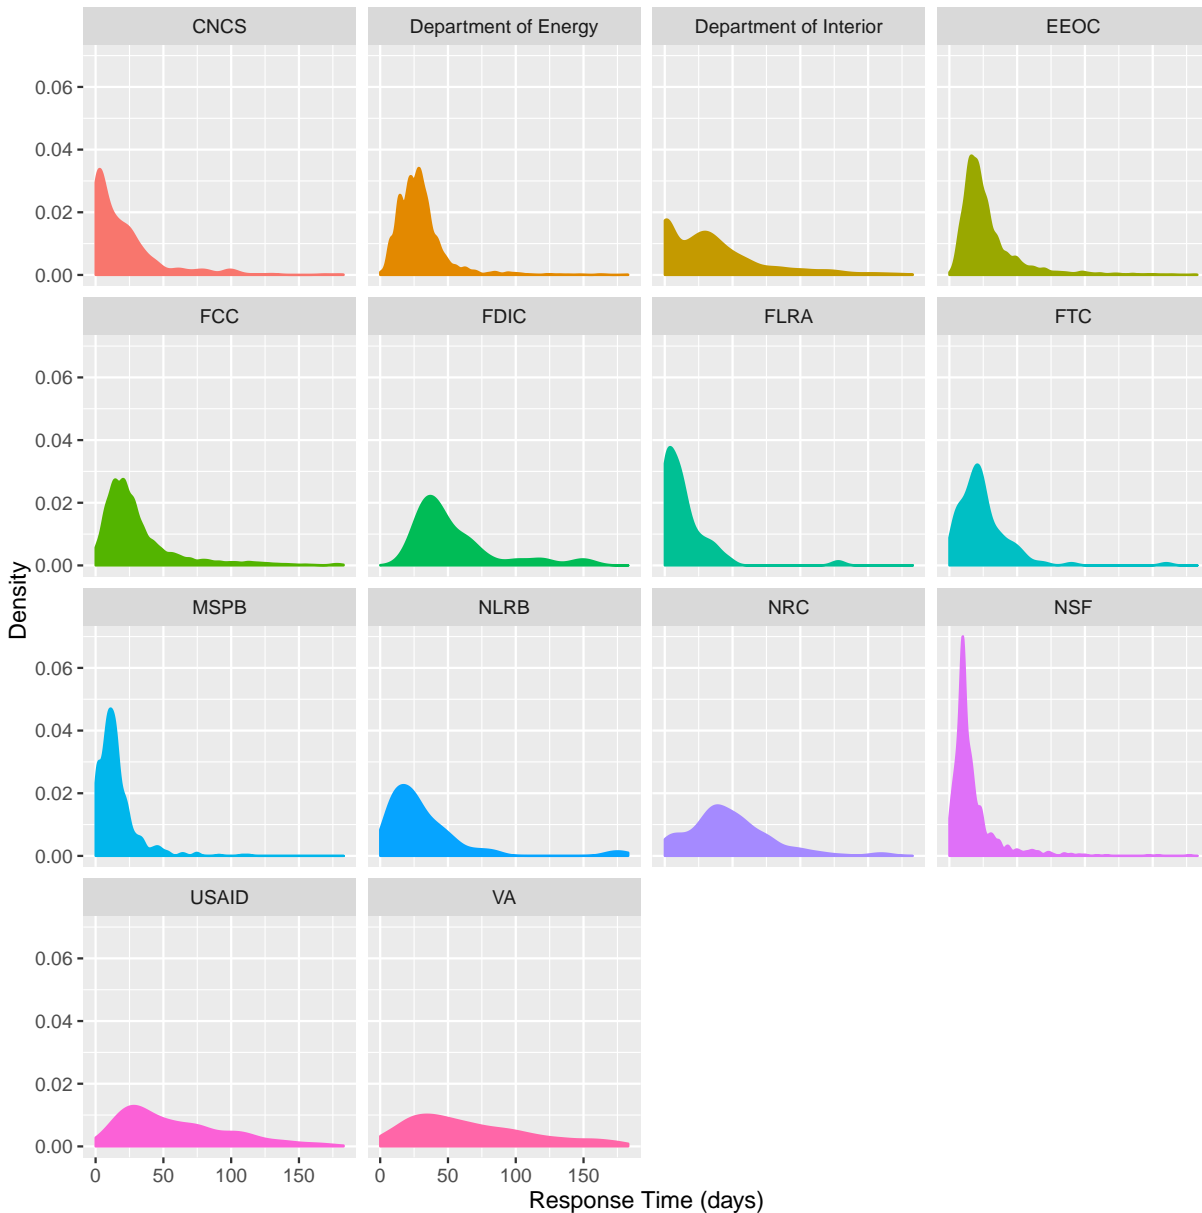 CNCS Department of Energy Department of Interior EEOC
0.06
0.04
0.02
0.00
FCC FDIC FLRA FTC
0.06
0.04
0.02
0.00
Density
MSPB NLRB NRC NSF
0.06
0.04
0.02
0.00
USAID VA
0.06
0.04
0.02
0.00
0 50 100 150 0 50 100 150
Response Time (days)